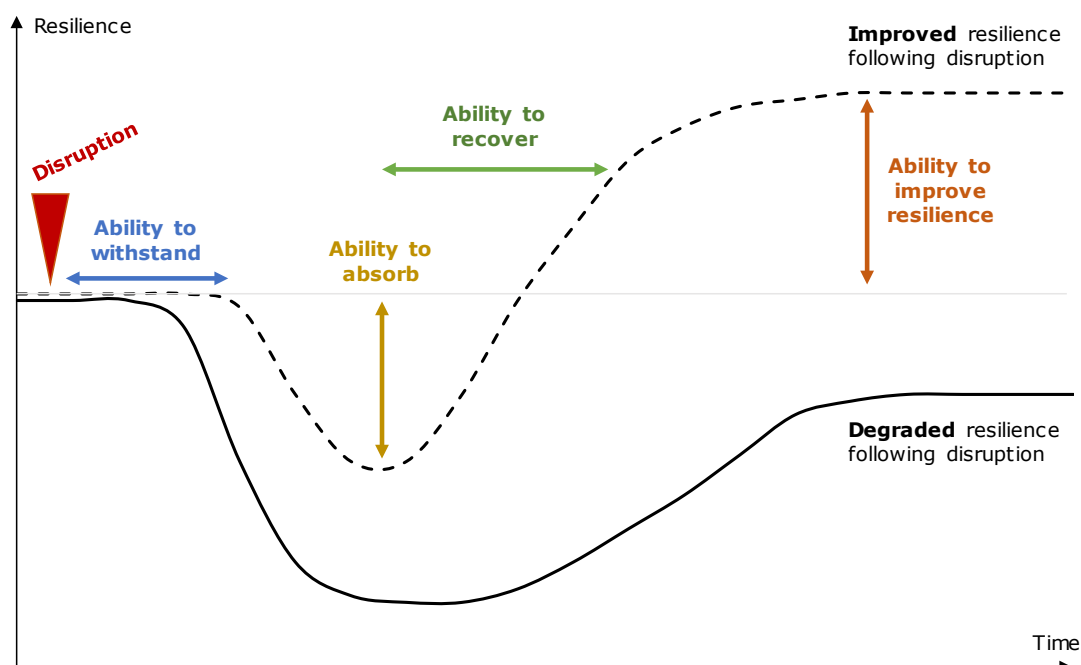 Resilience
Improved resilience
following disruption
Disruption
Ability to
recover
Ability to
improve
resilience
Ability to
withstand
Ability to
absorb
Degraded resilience
following disruption
Time